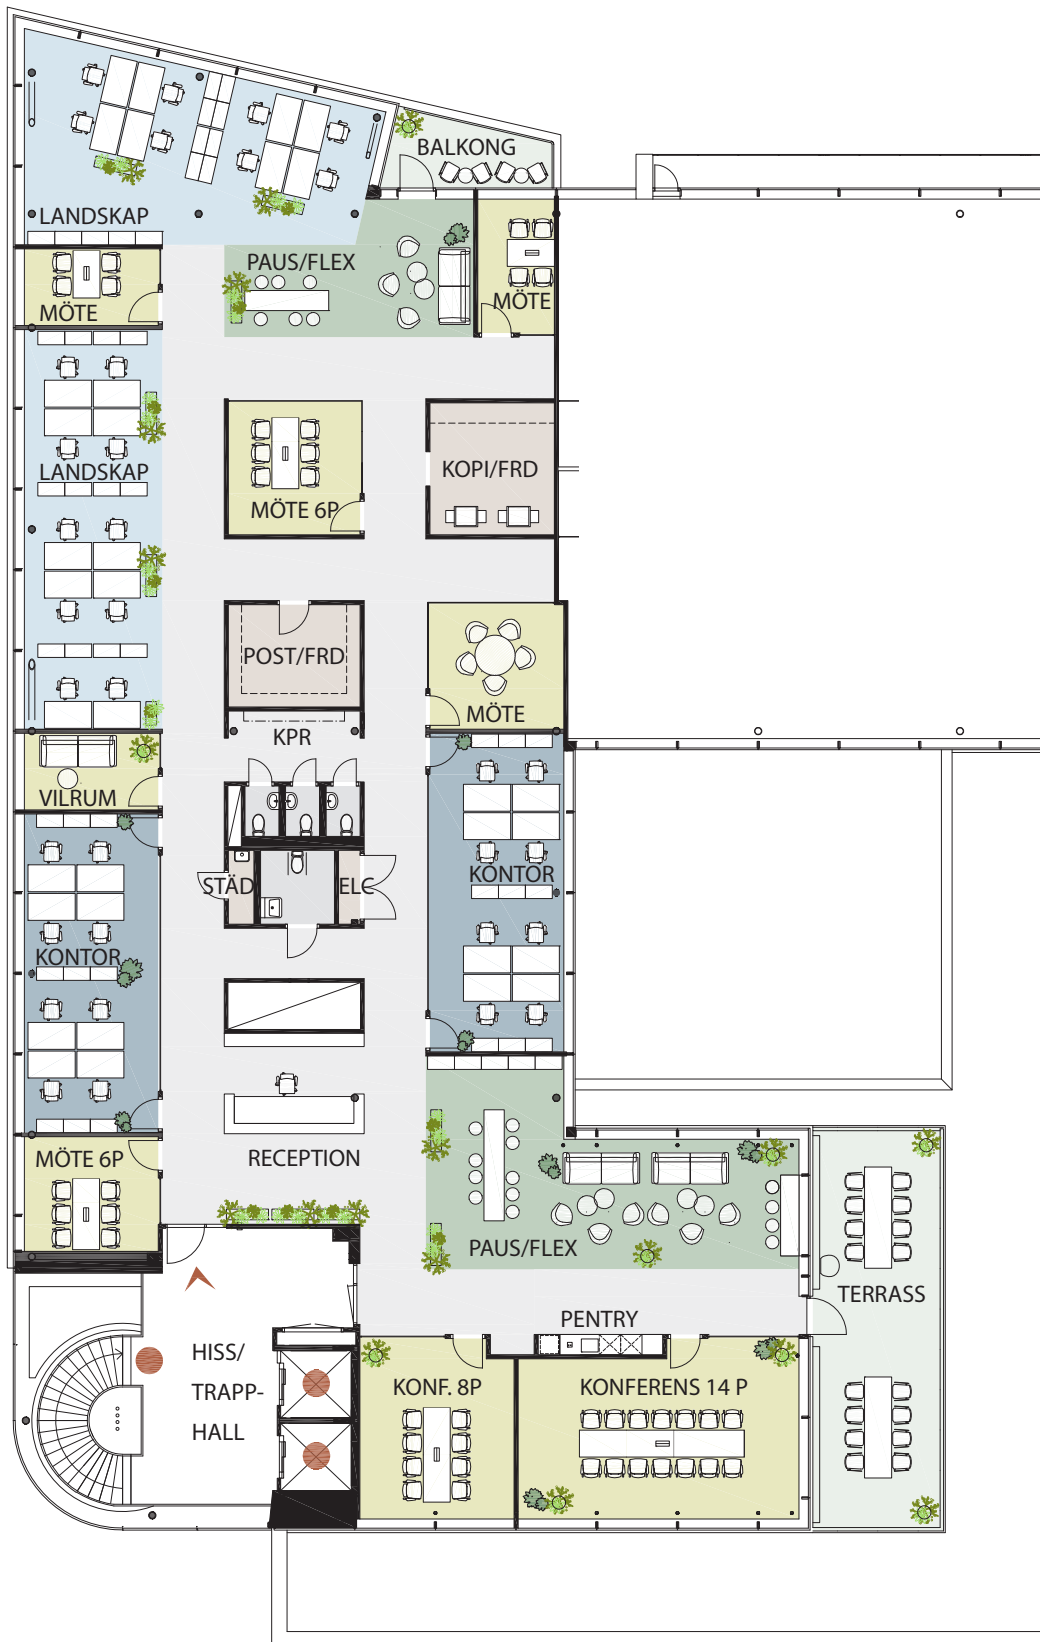 BALKONG
LANDSKAP
PAUS/FLEX
MÖTE
MÖTE
LANDSKAP
KOPI/FRD
MÖTE 6P
POST/FRD
MÖTE
KPR
VILRUM
KONTOR
STÄD
ELC
KONTOR
MÖTE 6P
RECEPTION
PAUS/FLEX
TERRASS
PENTRY
HISS/
TRAPP-
HALL
KONF. 8P
KONFERENS 14 P